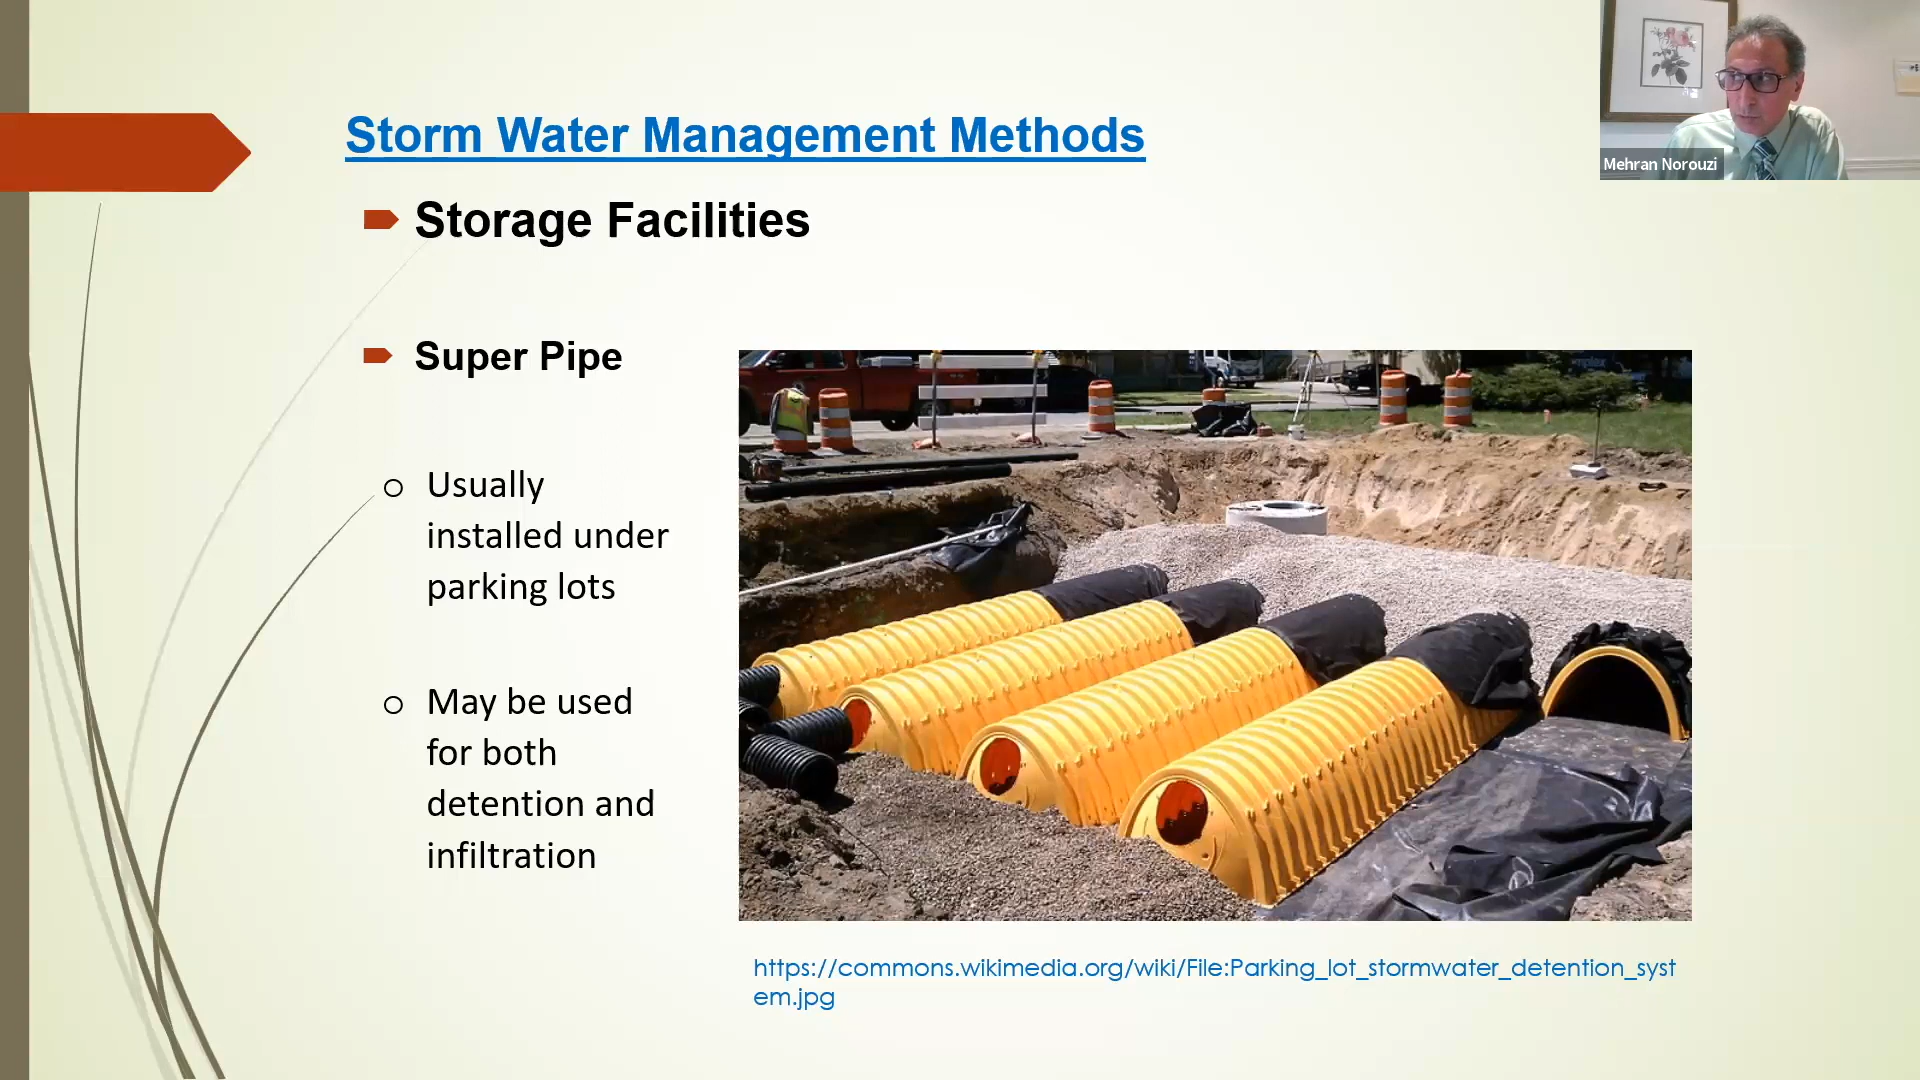 Storm Water Management Methods
Storage Facilities
Super Pipe
Usually
installed under
parking lots
May be used
for both
detention and
infiltration
https://commons.wikimedia.org/wiki/File:Parking_lot_stormwater_detention_syst
em.jpg
Mehran Norouzi